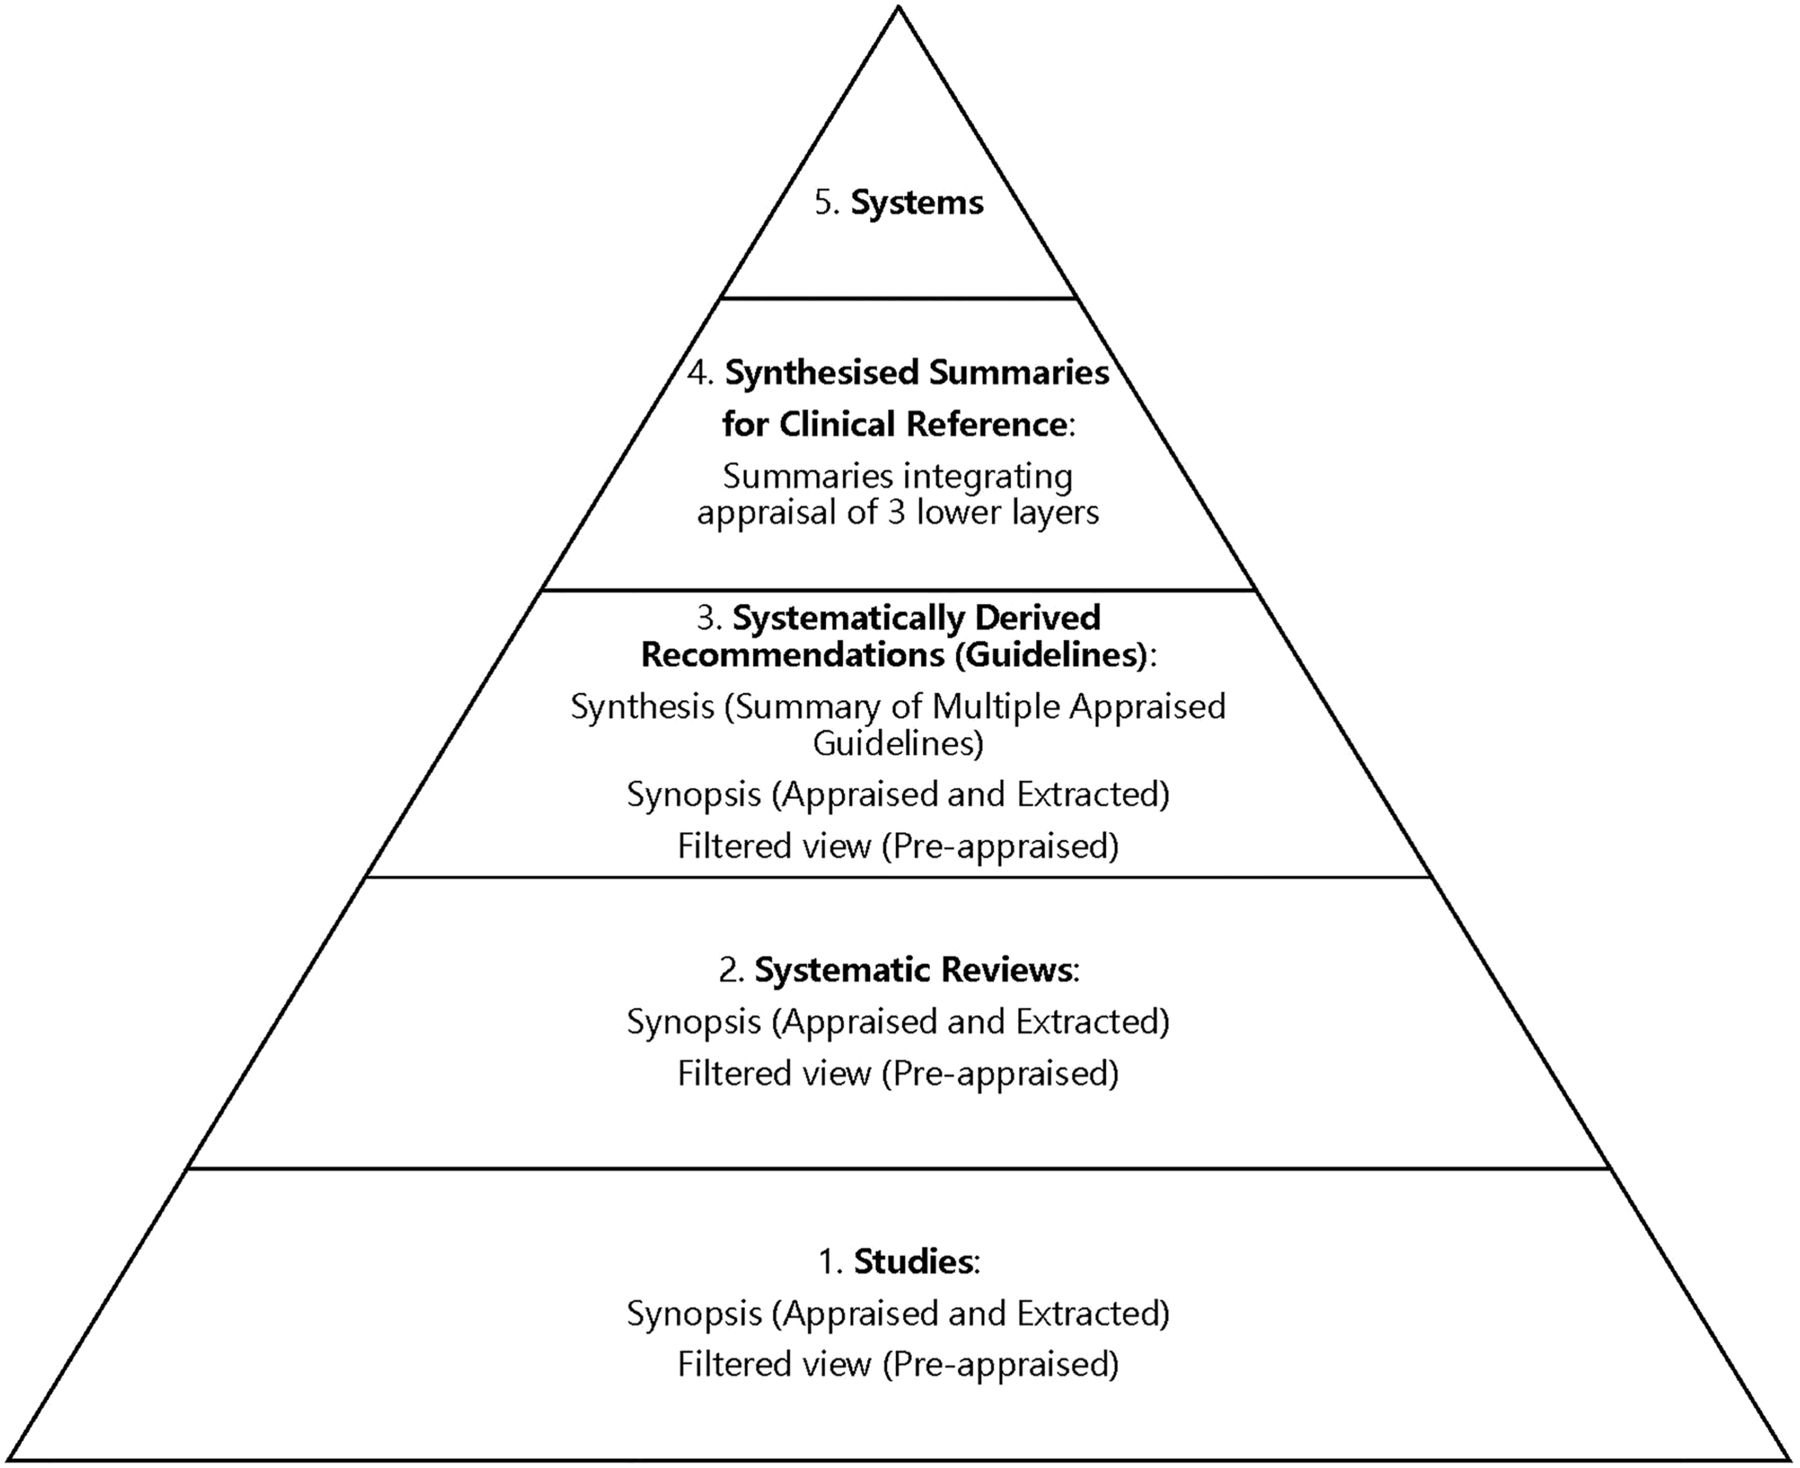 5. Systems
4. Synthesised Summaries
for Clinical Reference:
Summaries integrating
appraisal of 3 lower layers
3. Systematically Derived
Recommendations (Guidelines):
Synthesis (Summary of Multiple Appraised
Guidelines)
Synopsis (Appraised and Extracted)
Filtered view (Pre-appraised)
2. Systematic Reviews:
Synopsis (Appraised and Extracted)
Filtered view (Pre-appraised)
1. Studies:
Synopsis (Appraised and Extracted)
Filtered view (Pre-appraised)